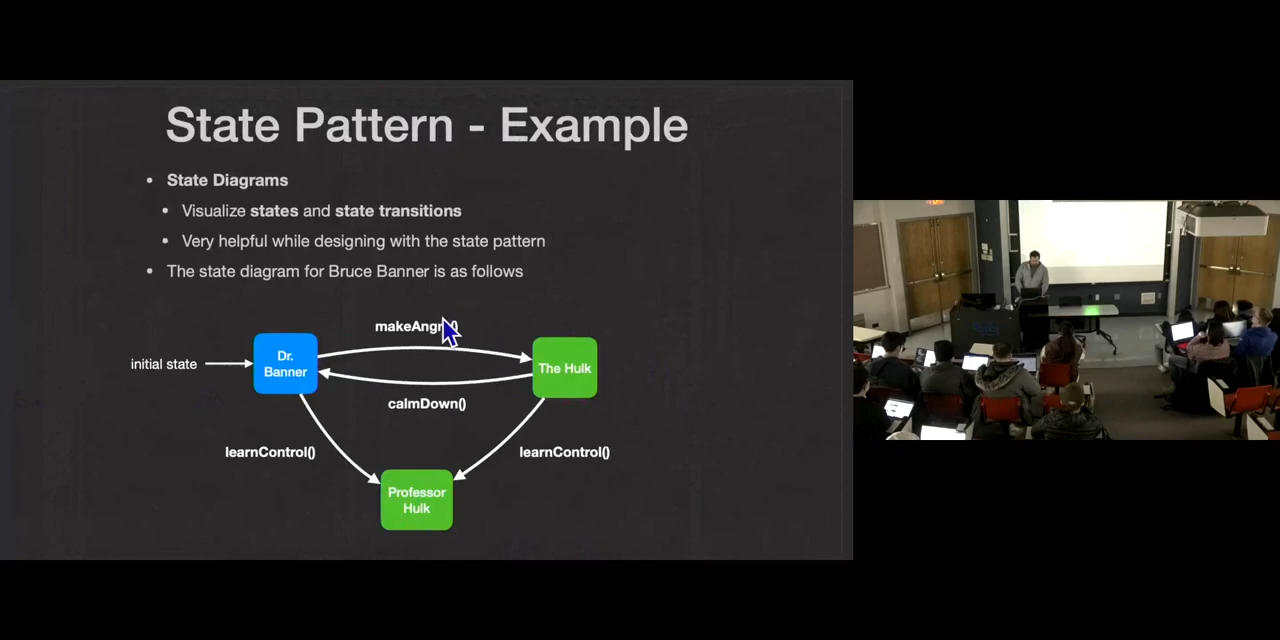 State Pattern - Example
• State Diagrams
• Visualize states and state transitions
• Very helpful while designing with the state pattern
• The state diagram for Bruce Banner is as follows
initial state
Dr.
Banner
calmDown()
The Hulk
learnControl()
learnControl()
Professor
Hulk